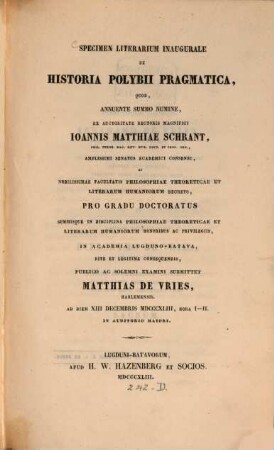 SPECIMEN LITERARIUM INAUGURALE
DE
HISTORIA POLYBII PRAGMATICA,
QUOD,
ANNUENTE SUMMO NUMINE,
EX AUCTORITATE RECTORIS MAGNIFICI
IOANNIS MATTHIAE SCHRANT,
AMPLISSIMI SENATUS ACADEMICI CONSENSU,
ET
NOBILISSIMAE FACULTATIS PHILOSOPHIAE THEORETICAE ET
LITERARUM HUMANIORUM DECRETO,
PRO GRADU DOCTORATUS
SUMMISQUE IN DISCIPLINA PHILOSOPHIAE THEORETICAE ET
LITERARUM HUMANIORUM HONORIBUS AC PRIVILEGIIS,
IN ACADEMIA LUGDUNO-BATAVA,
RITE ET LEGITIME CONSEQUENDIS,
PUBLICO AC SOLEMNI EXAMINI SUBMITTET
MATTHIAS DE VRIES,
HARLEMENSIS.
AD DIEM XIII DECEMBRIS MDCCCXLIII, HORA I—II.
IN AUDITORIO MAJORI.
LUGDUNI-BATAVORUM,
APUD H. W. HAZENBERG ET SOCIOS.
MDCCCXLIII.
242. D.